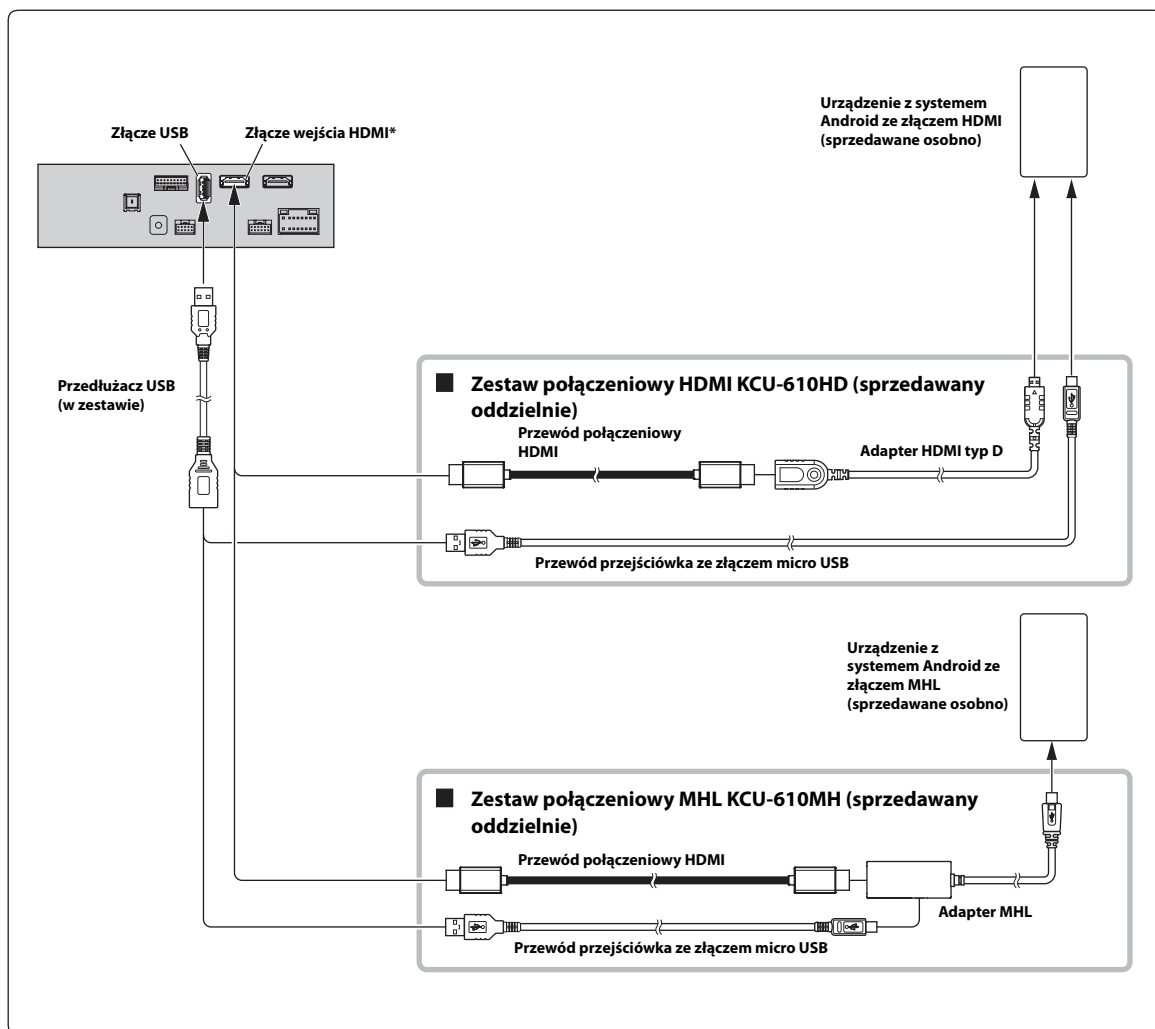 Urządzenie z systemem
Android ze złączem HDMI
(sprzedawane osobno)
Złącze USB
Złącze wejścia HDMI*
Przedłużacz USB
(w zestawie)
■ Zestaw połączeniowy HDMI KCU-610HD (sprzedawany
oddzielnie)
Przewód połączeniowy
HDMI
Adapter HDMI typ D
Przewód przejściówka ze złączem micro USB
Urządzenie z
systemem Android ze
złączem MHL
(sprzedawane osobno)
■ Zestaw połączeniowy MHL KCU-610MH (sprzedawany
oddzielnie)
Przewód połączeniowy HDMI
Adapter MHL
Przewód przejściówka ze złączem micro USB